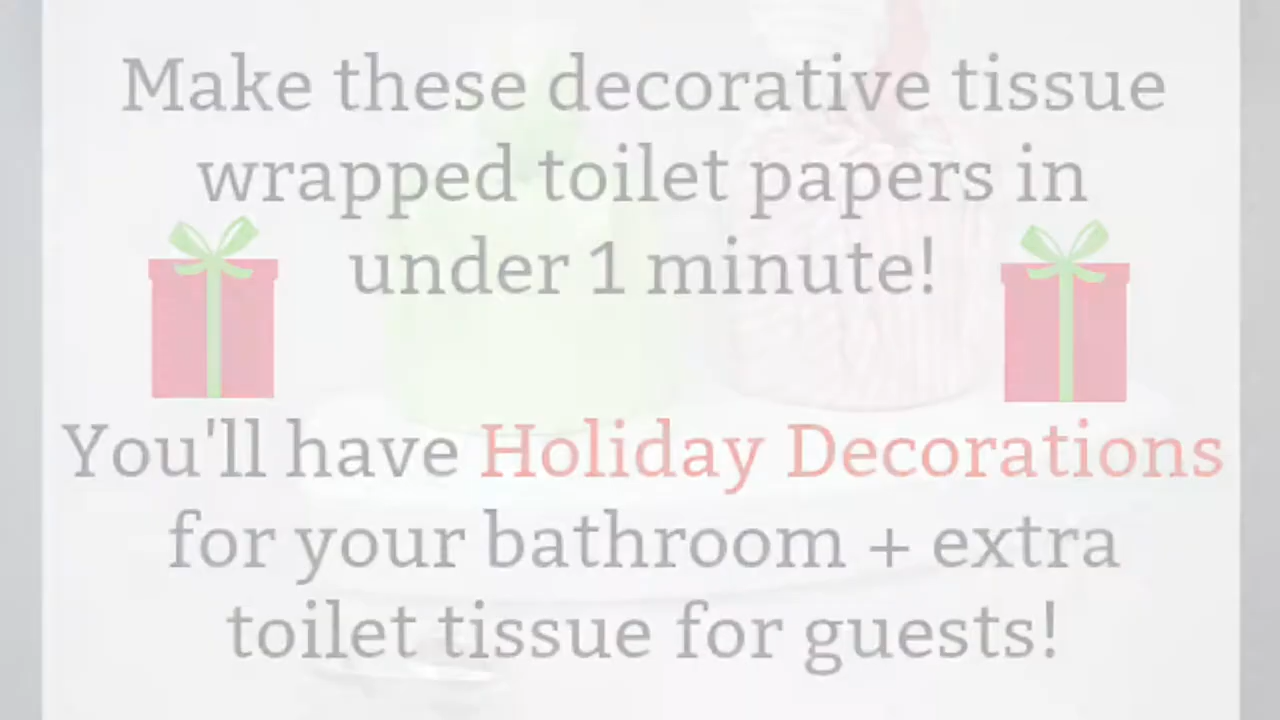 Make these decorative tissue
wrapped toilet papers in
under 1 minute!
You'll have Holiday Decorations
for your bathroom + extra
toilet tissue for guests!